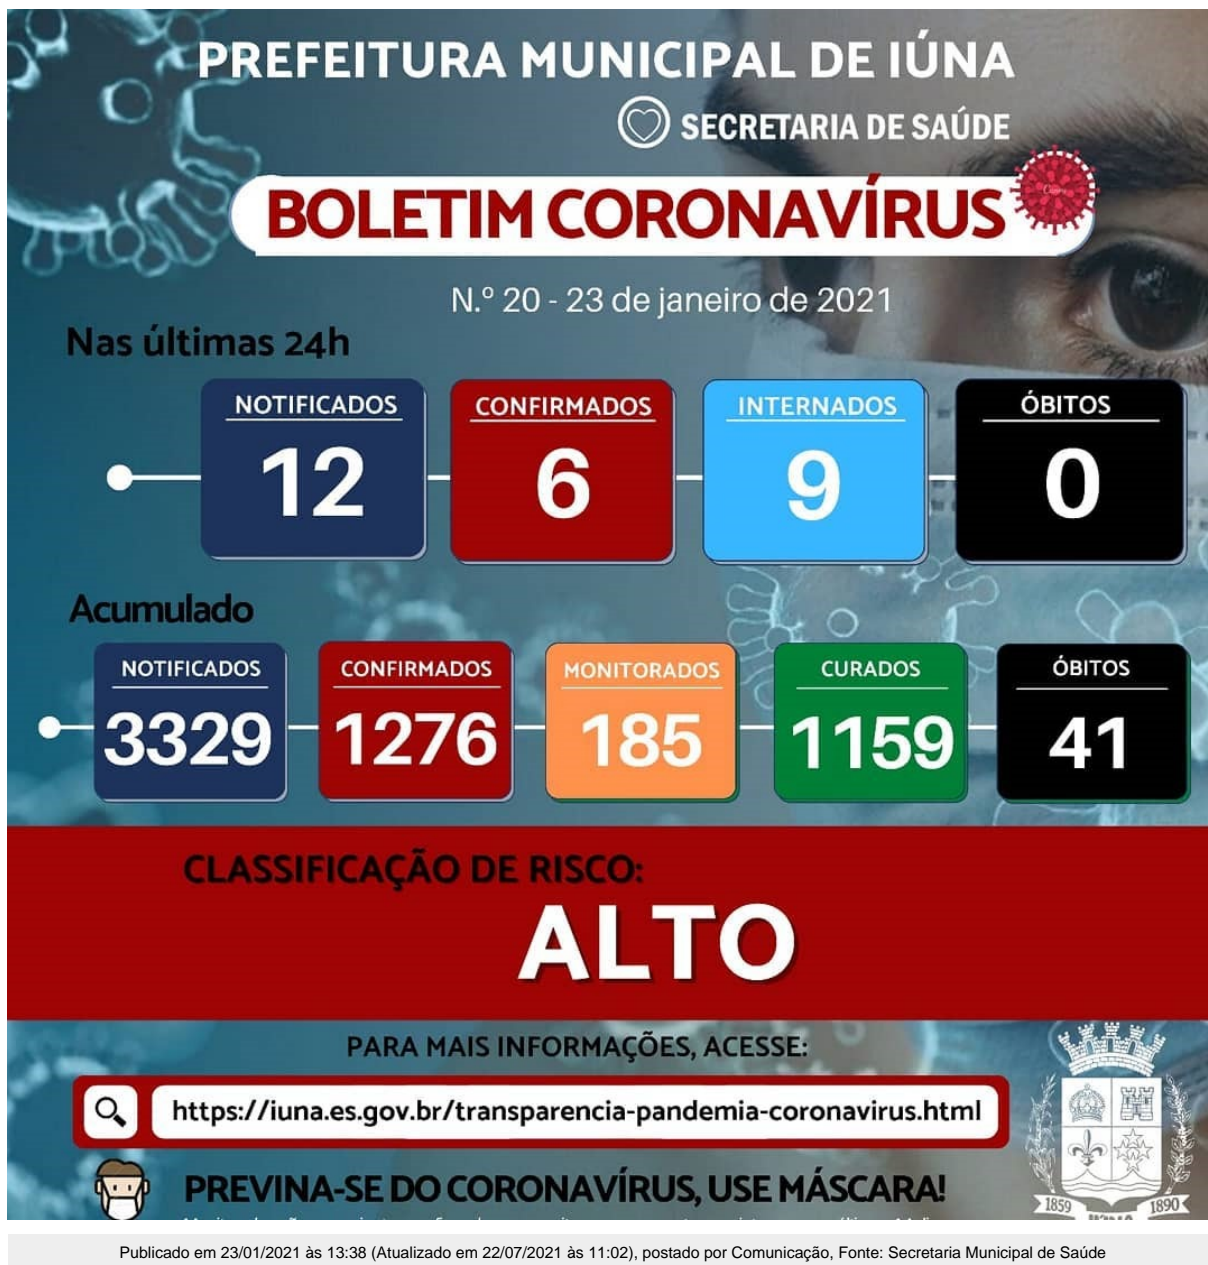 PREFEITURA MUNICIPAL DE IÚNA
SECRETARIA DE SAÚDE
BOLETIM CORONAVÍRUS
N.º 20 - 23 de janeiro de 2021
Nas últimas 24h
NOTIFICADOS CONFIRMADOS INTERNADOS ÓBITOS
12 6 9 0
Acumulado
NOTIFICADOS CONFIRMADOS MONITORADOS CURADOS ÓBITOS
3329 1276 185 1159 41
CLASSIFICAÇÃO DE RISCO:
ALTO
PARA MAIS INFORMAÇÕES, ACESSE:
https://iuna.es.gov.br/transparencia-pandemia-coronavirus.html
PREVINA-SE DO CORONAVÍRUS, USE MÁSCARA!
1859 1890
Publicado em 23/01/2021 às 13:38 (Atualizado em 22/07/2021 às 11:02), postado por Comunicação, Fonte: Secretaria Municipal de Saúde